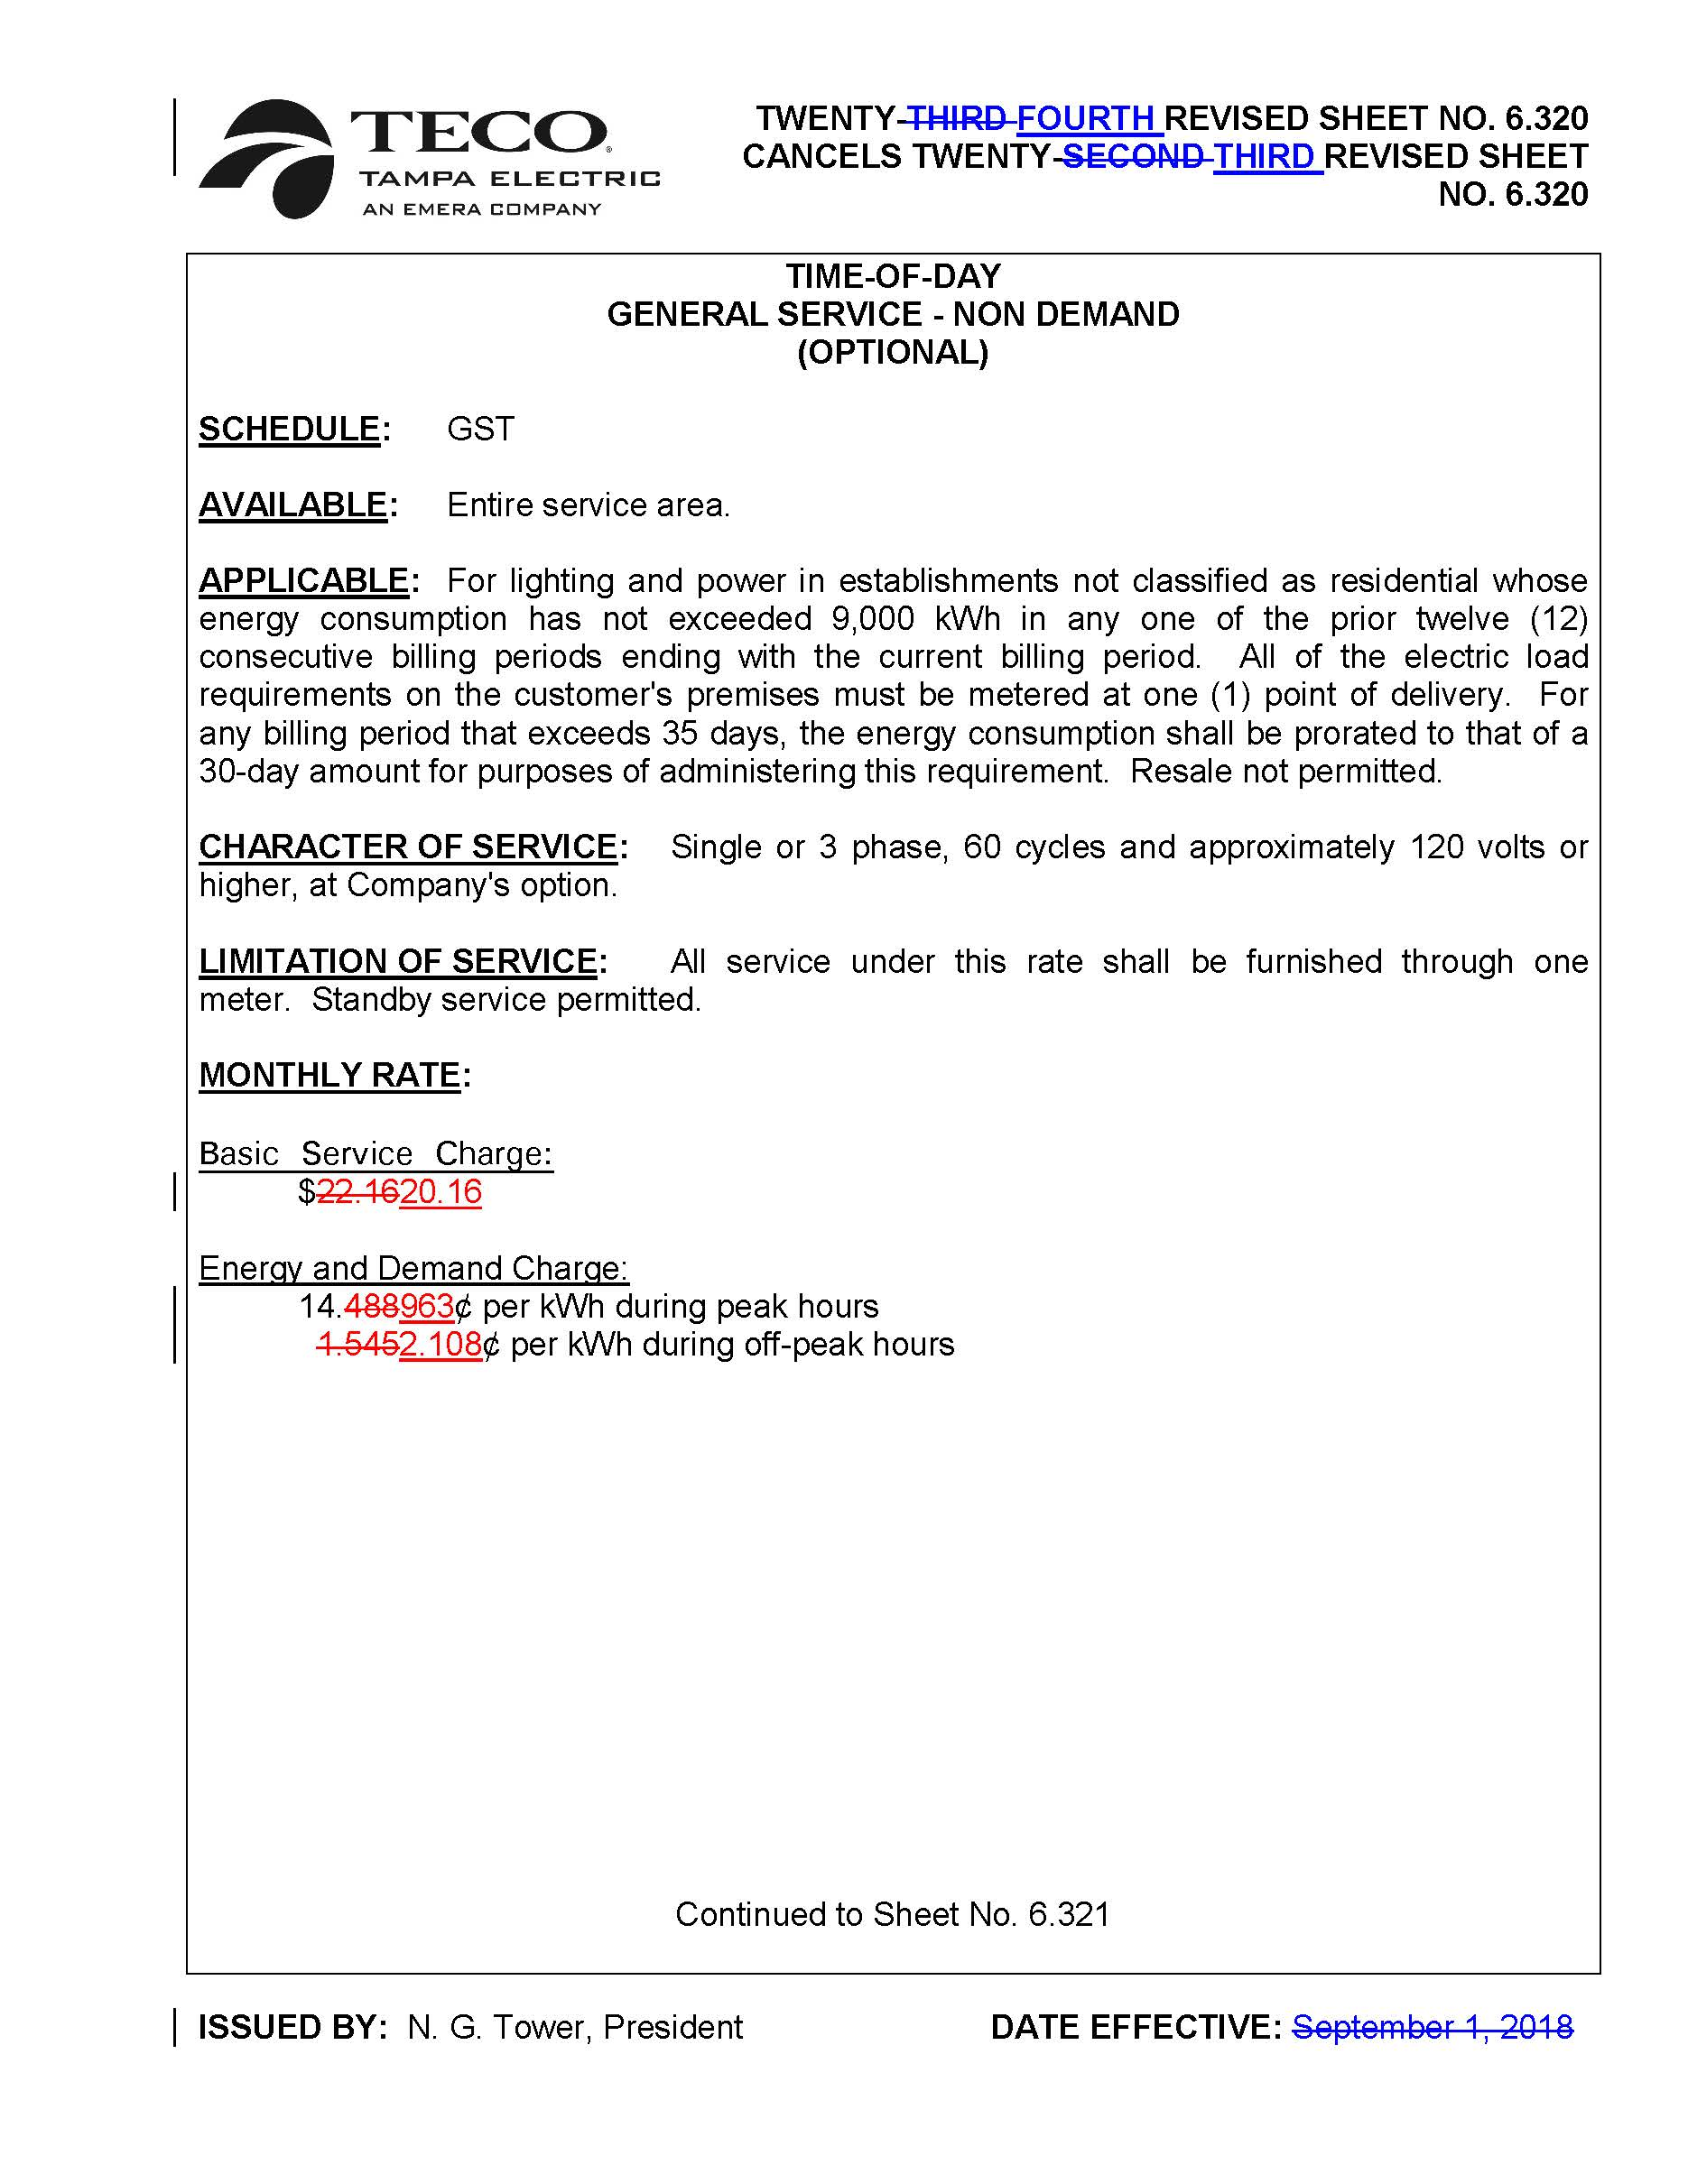 TECO
TAMPA ELECTRIC
AN EMERA COMPANY
TWENTY-THIRD FOURTH REVISED SHEET NO. 6.320
CANCELS TWENTY-SECOND THIRD REVISED SHEET
NO. 6.320
TIME-OF-DAY
GENERAL SERVICE - NON DEMAND
(OPTIONAL)
SCHEDULE: GST
AVAILABLE: Entire service area.
APPLICABLE: For lighting and power in establishments not classified as residential whose
energy consumption has not exceeded 9,000 kWh in any one of the prior twelve (12)
consecutive billing periods ending with the current billing period. All of the electric load
requirements on the customer's premises must be metered at one (1) point of delivery. For
any billing period that exceeds 35 days, the energy consumption shall be prorated to that of a
30-day amount for purposes of administering this requirement. Resale not permitted.
CHARACTER OF SERVICE: Single or 3 phase, 60 cycles and approximately 120 volts or
higher, at Company's option.
LIMITATION OF SERVICE: All service under this rate shall be furnished through one
meter. Standby service permitted.
MONTHLY RATE:
Basic Service Charge:
$22.1620.16
Energy and Demand Charge:
14.488963¢ per kWh during peak hours
1.5452.108¢ per kWh during off-peak hours
Continued to Sheet No. 6.321
ISSUED BY: N. G. Tower, President
DATE EFFECTIVE: September 1, 2018